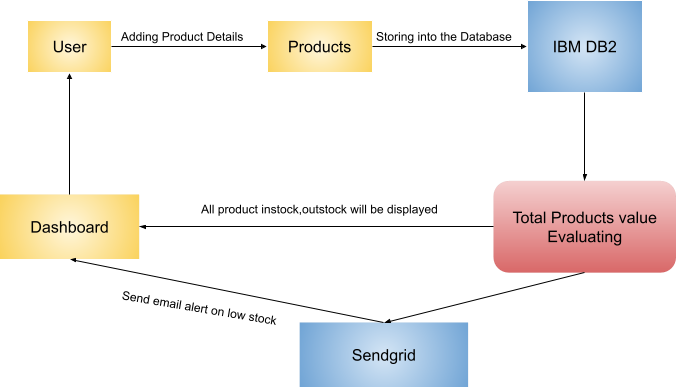 User
Adding Product Details
Products
Storing into the Database
IBM DB2
Dashboard
All product instock,outstock will be displayed
Total Products value
Evaluating
Send email alert on low stock
Sendgrid